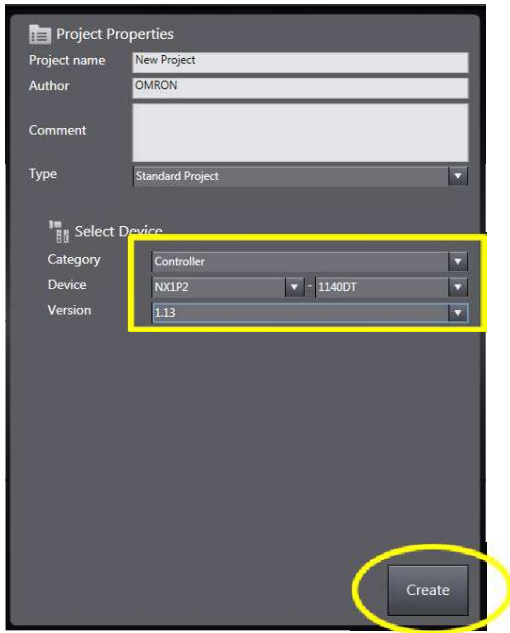 Project Properties
Project name New Project
Author OMRON
Comment
Type Standard Project
Select Device
Category Controller
Device NX1P2 - 1140DT
Version 1.13
Create